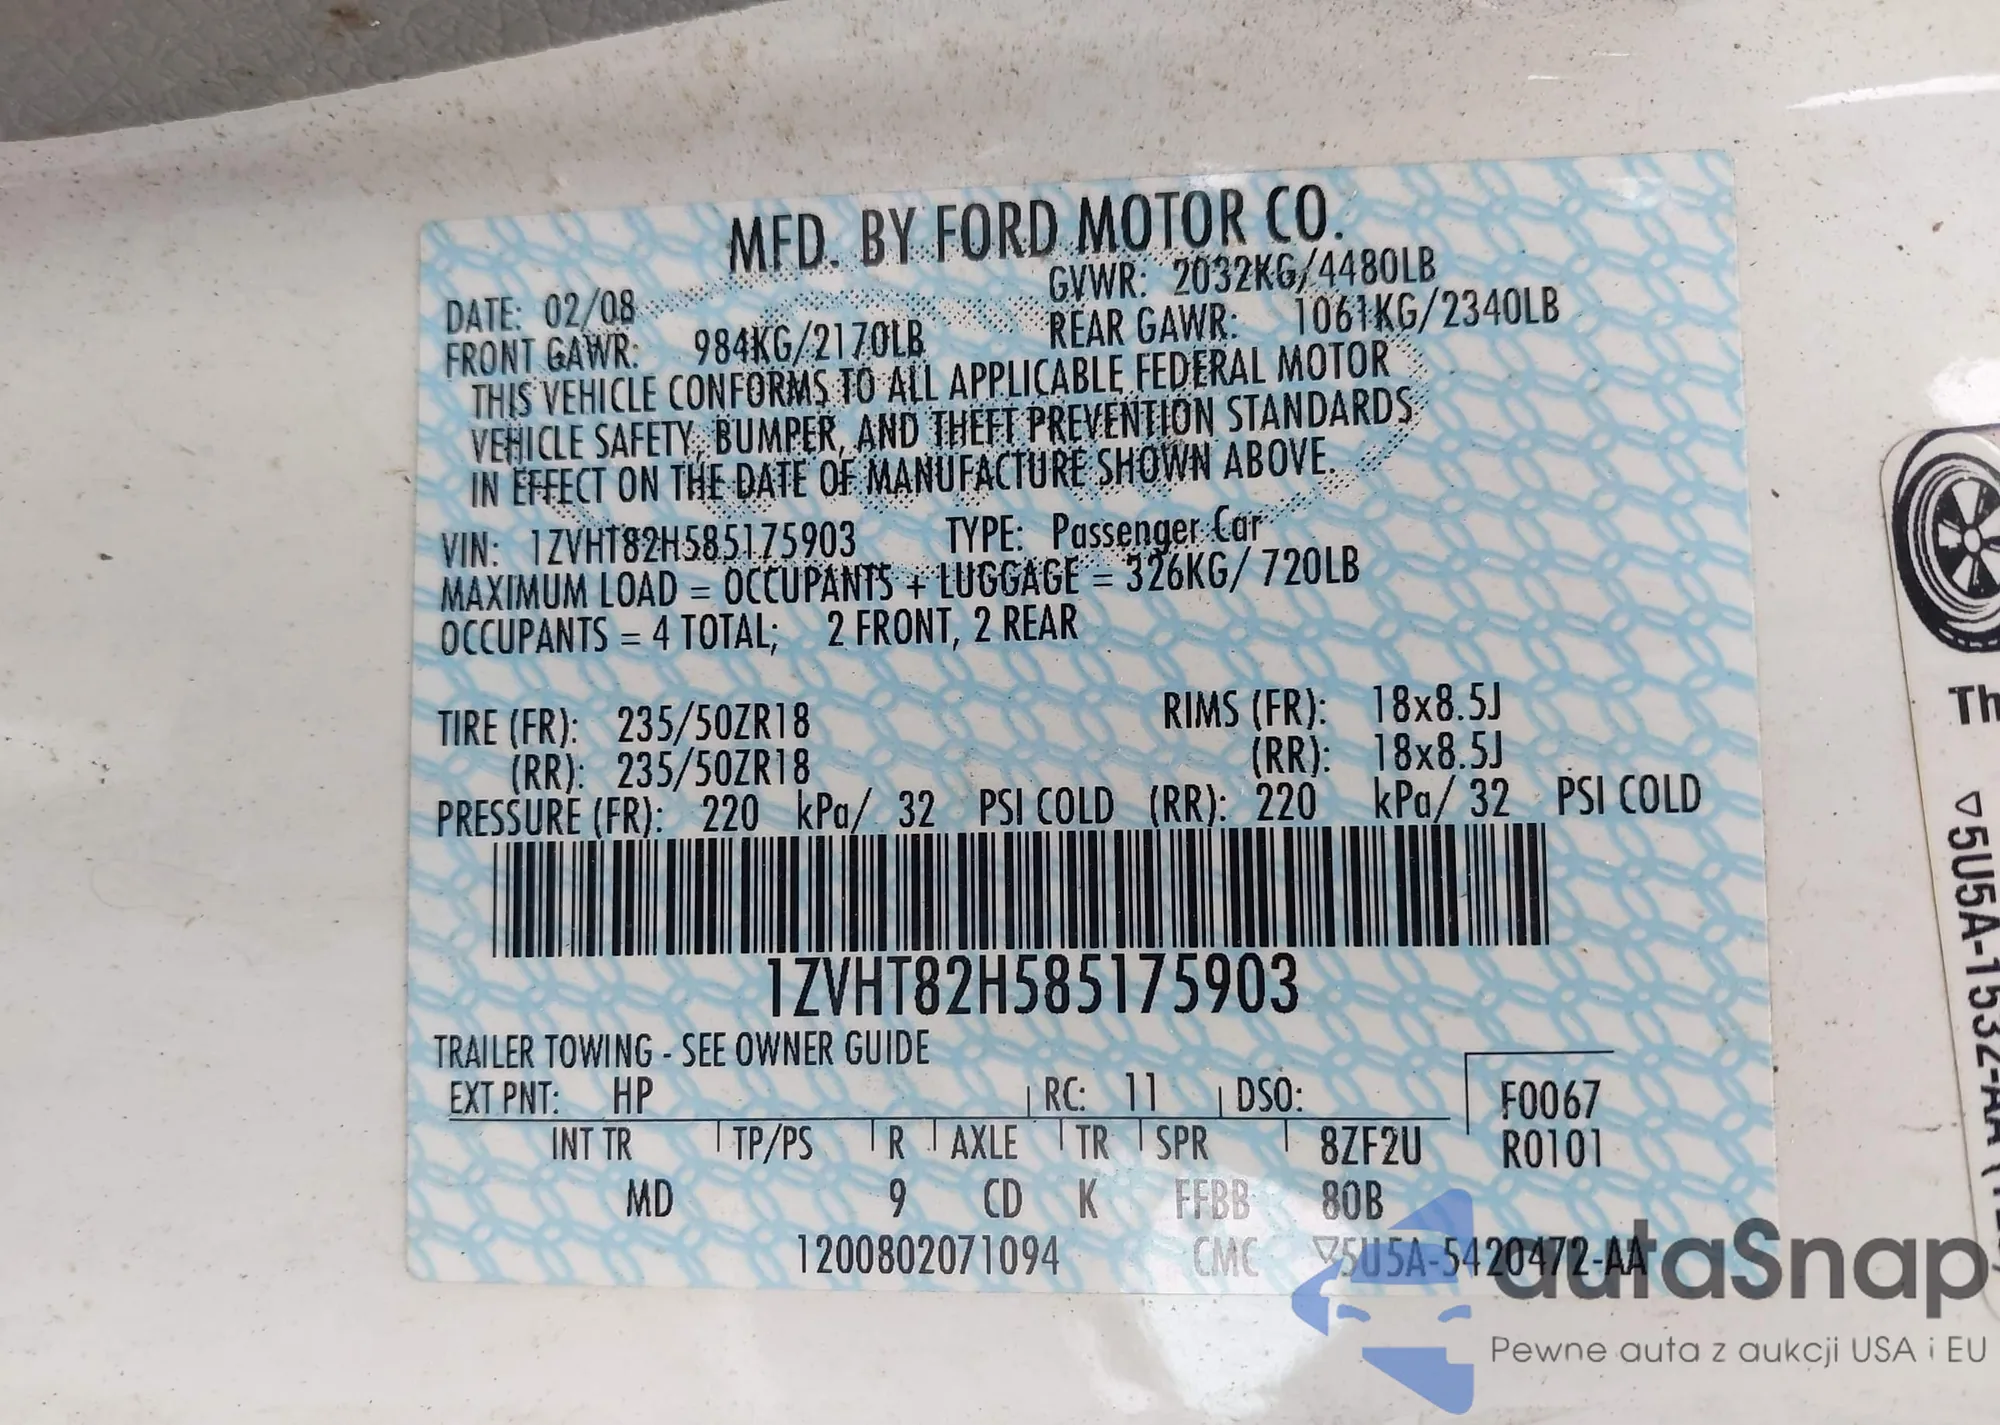 MFD. BY FORD MOTOR CO.
DATE: 02/08 GVWR: 2032KG/4480LB
FRONT GAWR: 984KG/2170LB REAR GAWR: 1061KG/2340LB
THIS VEHICLE CONFORMS TO ALL APPLICABLE FEDERAL MOTOR
VEHICLE SAFETY, BUMPER, AND THEFT PREVENTION STANDARDS
IN EFFECT ON THE DATE OF MANUFACTURE SHOWN ABOVE.
VIN: 1ZVHT82H585175903 TYPE: Passenger Car
MAXIMUM LOAD = OCCUPANTS + LUGGAGE = 326KG/ 720LB
OCCUPANTS = 4 TOTAL; 2 FRONT, 2 REAR
TIRE (FR): 235/50ZR18 RIMS (FR): 18x8.5J
(RR): 235/50ZR18 (RR): 18x8.5J
PRESSURE (FR): 220 kPa/ 32 PSI COLD (RR): 220 kPa/ 32 PSI COLD
1ZVHT82H585175903
TRAILER TOWING - SEE OWNER GUIDE
EXT PNT: HP RC: 11 DSO: F0067
INT TR TP/PS R AXLE TR SPR 8ZF2U R0101
MD 9 CD K FFBB 80B
1200802071094 CMC ▽5U5A-5420472-AA
Th
▽5U5A-1532-AA
autaSnap
Pewne auta z aukcji USA i EU